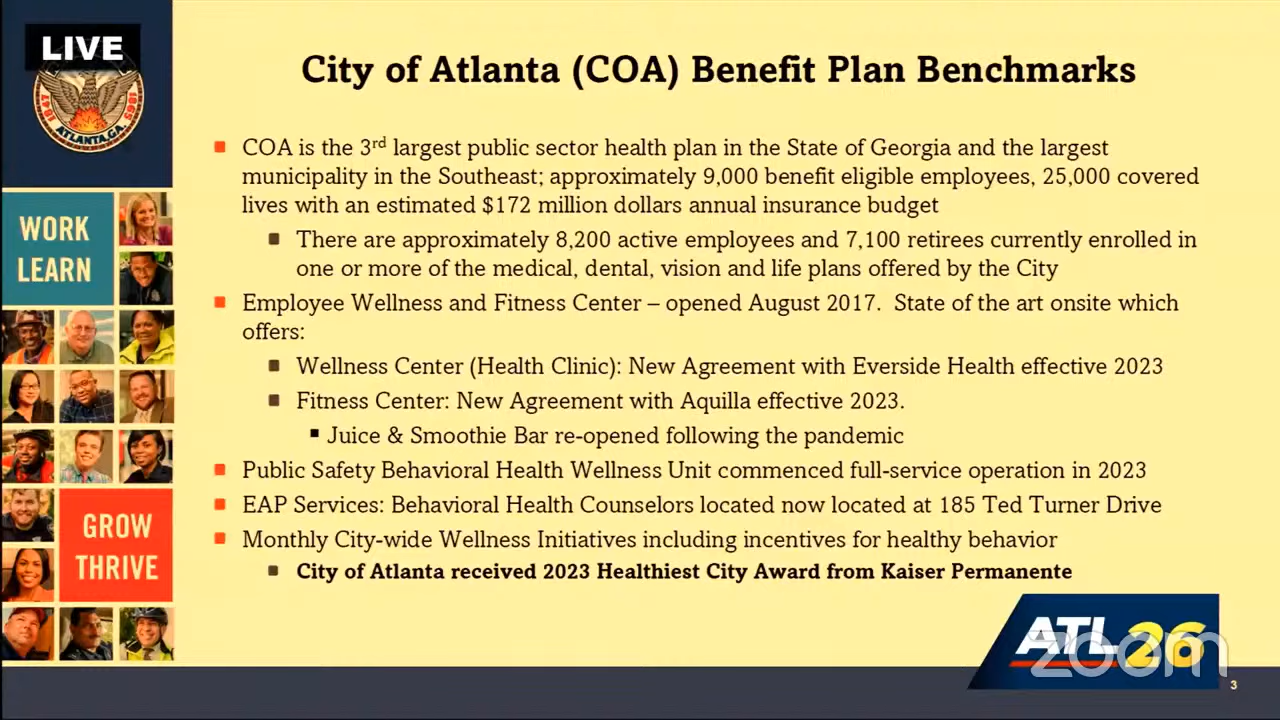 LIVE
1847
1865
ATLANTA, GA.
WORK
LEARN
GROW
THRIVE
City of Atlanta (COA) Benefit Plan Benchmarks
COA is the 3rd largest public sector health plan in the State of Georgia and the largest
municipality in the Southeast; approximately 9,000 benefit eligible employees, 25,000 covered
lives with an estimated $172 million dollars annual insurance budget
There are approximately 8,200 active employees and 7,100 retirees currently enrolled in
one or more of the medical, dental, vision and life plans offered by the City
Employee Wellness and Fitness Center – opened August 2017. State of the art onsite which
offers:
Wellness Center (Health Clinic): New Agreement with Everside Health effective 2023
Fitness Center: New Agreement with Aquilla effective 2023.
Juice & Smoothie Bar re-opened following the pandemic
Public Safety Behavioral Health Wellness Unit commenced full-service operation in 2023
EAP Services: Behavioral Health Counselors located now located at 185 Ted Turner Drive
Monthly City-wide Wellness Initiatives including incentives for healthy behavior
City of Atlanta received 2023 Healthiest City Award from Kaiser Permanente
ATL26
zoom
3